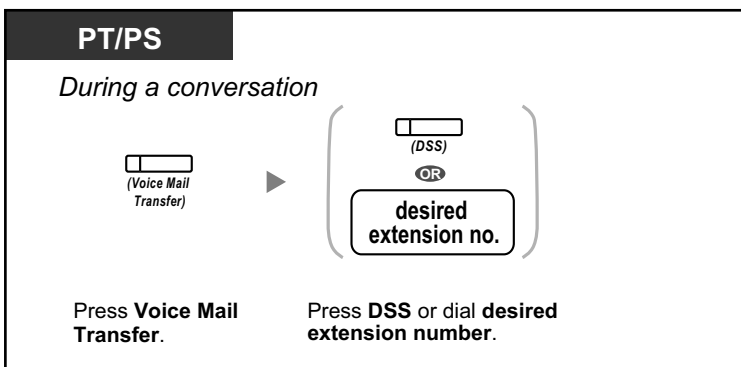 PT/PS
During a conversation
(Voice Mail
Transfer)
(DSS)
OR
desired
extension no.
Press Voice Mail
Transfer.
Press DSS or dial desired
extension number.